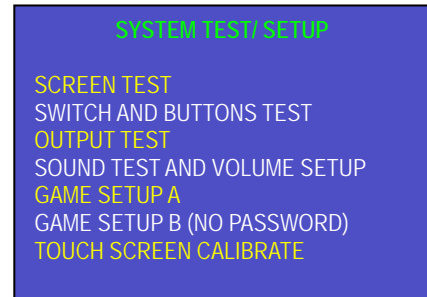 SYSTEM TEST/ SETUP
SCREEN TEST
SWITCH AND BUTTONS TEST
OUTPUT TEST
SOUND TEST AND VOLUME SETUP
GAME SETUP A
GAME SETUP B (NO PASSWORD)
TOUCH SCREEN CALIBRATE